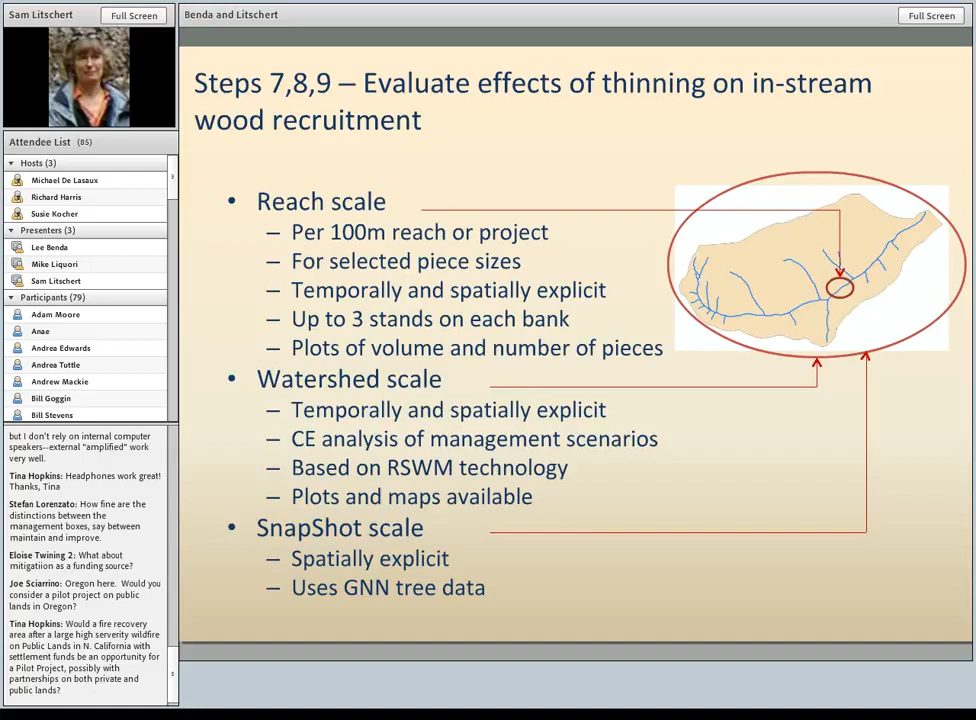 Sam Litschert
Full Screen
Benda and Litschert
Full Screen
Attendee List (85)
Hosts (3)
Michael De Lasaux
Richard Harris
Susie Kocher
Presenters (3)
Lee Benda
Mike Liquori
Sam Litschert
Participants (79)
Adam Moore
Anae
Andrea Edwards
Andrea Tuttle
Andrew Mackie
Bill Goggin
Bill Stevens
but I don't rely on internal computer
speakers--external "amplified" work
very well.
Tina Hopkins: Headphones work great!
Thanks, Tina
Stefan Lorenzato: How fine are the
distinctions between the
management boxes, say between
maintain and improve.
Eloise Twining 2: What about
mitigatiion as a funding source?
Joe Sciarrino: Oregon here. Would you
consider a pilot project on public
lands in Oregon?
Tina Hopkins: Would a fire recovery
area after a large high serverity wildfire
on Public Lands in N. California with
settlement funds be an opportunity for
a Pilot Project, possibly with
partnerships on both private and
public lands?
Steps 7,8,9 – Evaluate effects of thinning on in-stream
wood recruitment
• Reach scale
– Per 100m reach or project
– For selected piece sizes
– Temporally and spatially explicit
– Up to 3 stands on each bank
– Plots of volume and number of pieces
• Watershed scale
– Temporally and spatially explicit
– CE analysis of management scenarios
– Based on RSWM technology
– Plots and maps available
• SnapShot scale
– Spatially explicit
– Uses GNN tree data